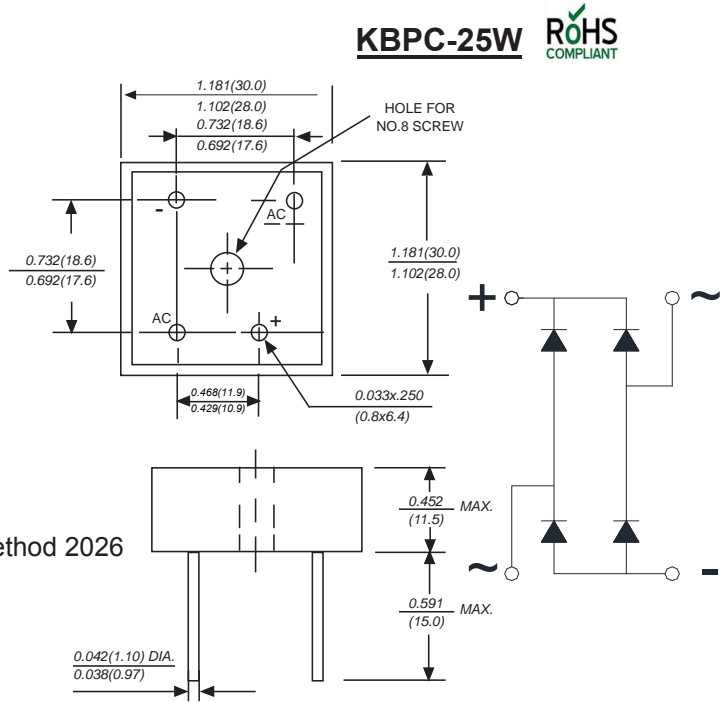 KBPC-25W
RoHS
COMPLIANT
1.181(30.0)
1.102(28.0)
0.732(18.6)
0.692(17.6)
HOLE FOR
NO.8 SCREW
-
AC
0.732(18.6)
0.692(17.6)
1.181(30.0)
1.102(28.0)
+
~
AC
+
0.468(11.9)
0.429(10.9)
0.033x.250
(0.8x6.4)
0.452
(11.5)
MAX.
ethod 2026
~
-
0.591
(15.0)
MAX.
0.042(1.10) DIA.
0.038(0.97)